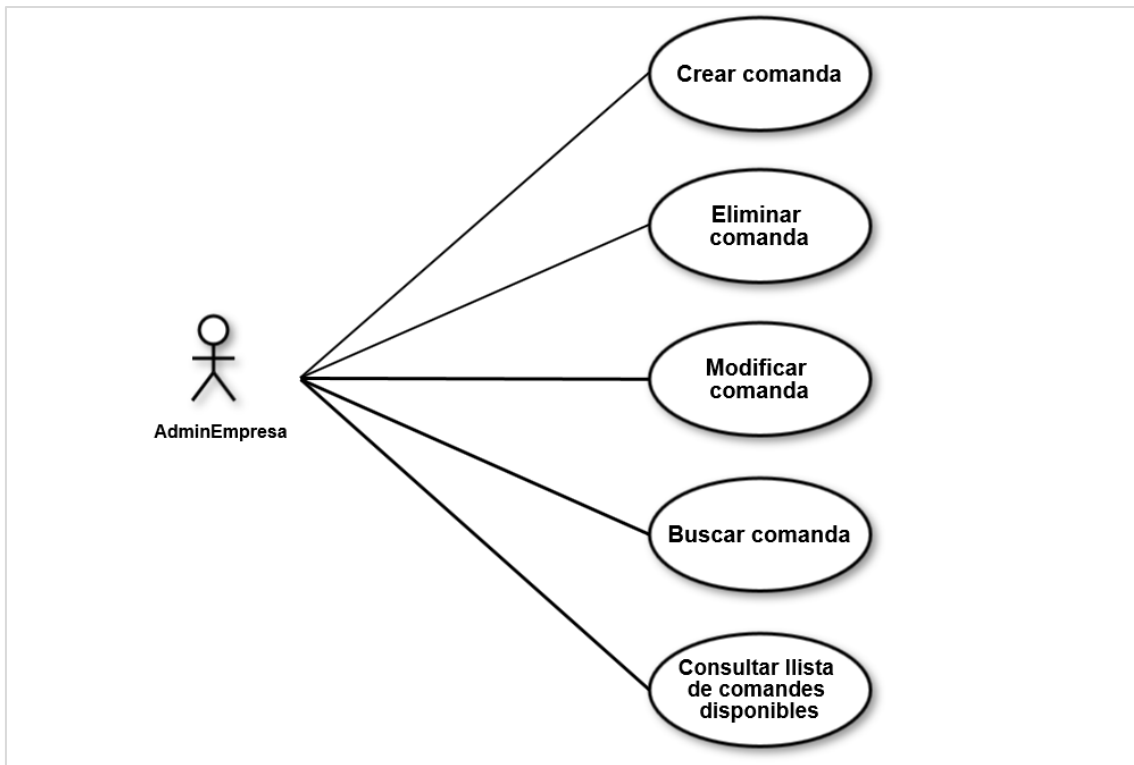 Crear comanda
Eliminar
comanda
Modificar
comanda
AdminEmpresa
Buscar comanda
Consultar llista
de comandes
disponibles